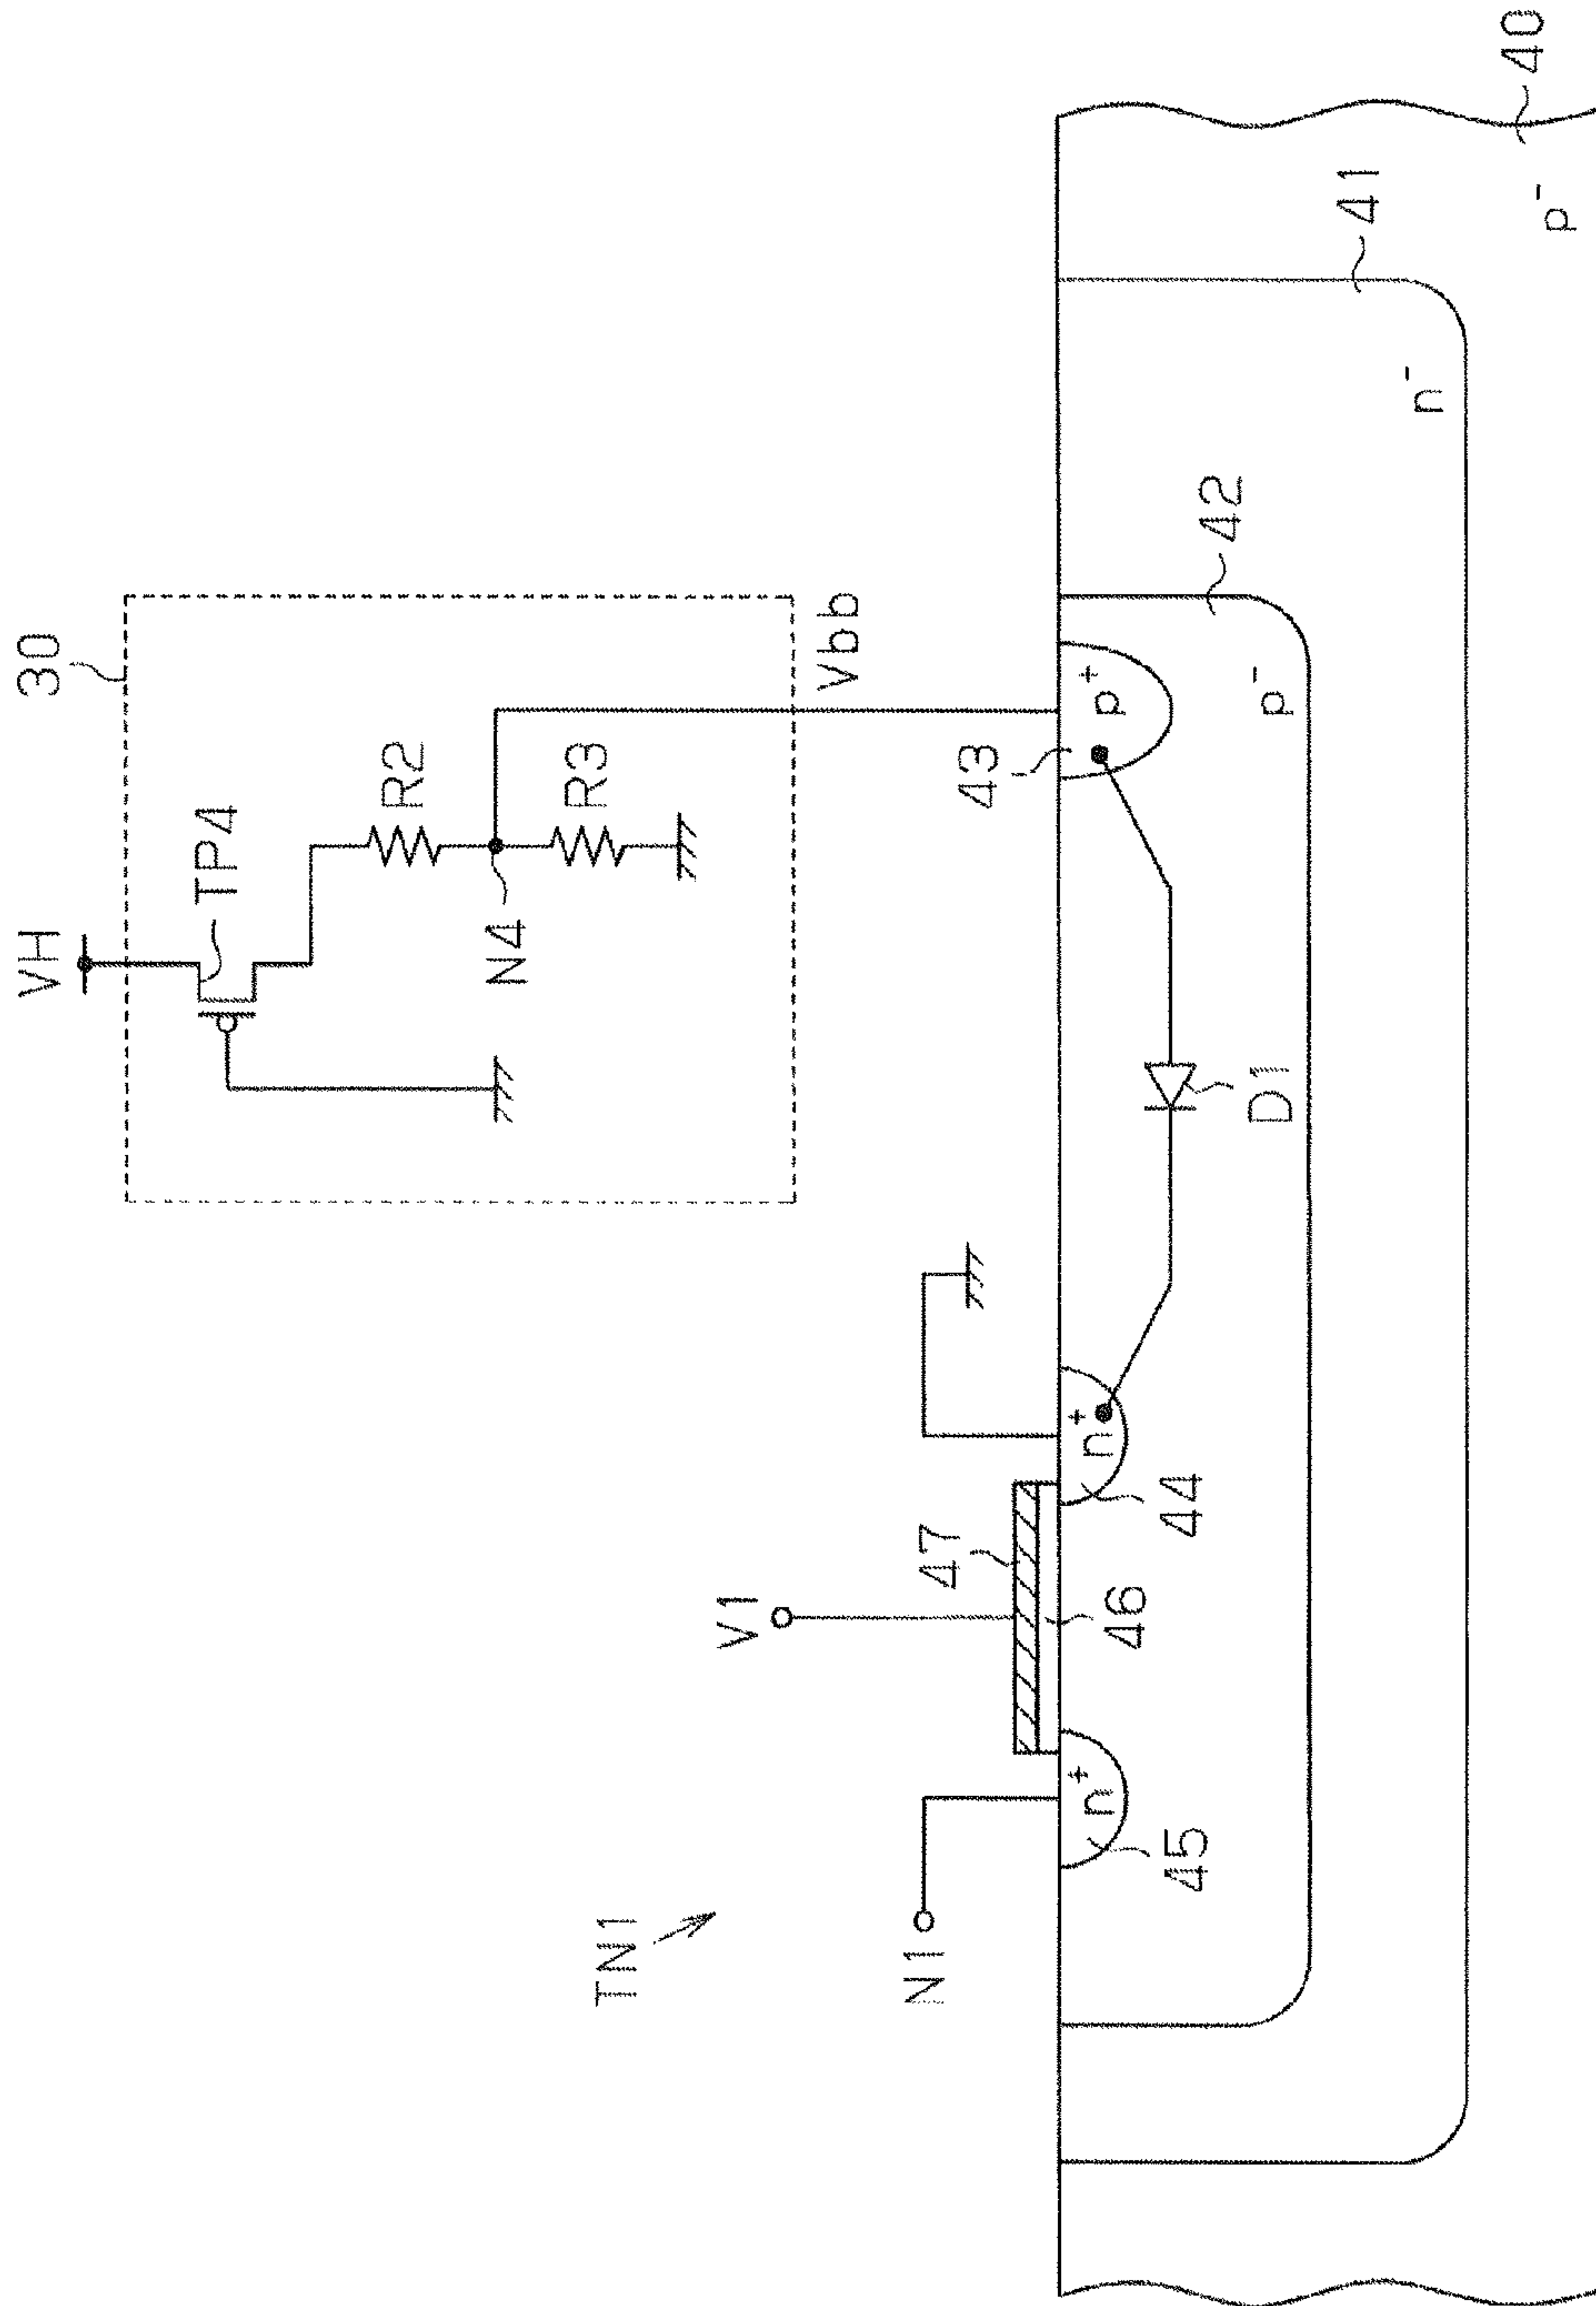 30
VH
TP4
R2
N4
R3
Vbb
TN1
V1
N1
47
43
46
n+
n+
p+
45
44
D1
42
p-
41
n-
40
p-